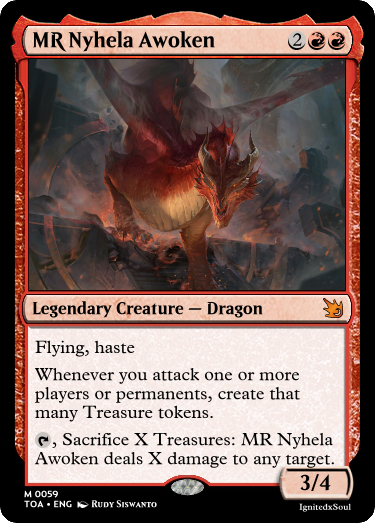 MR Nyhela Awoken 2
Legendary Creature — Dragon
Flying, haste
Whenever you attack one or more
players or permanents, create that
many Treasure tokens.
, Sacrifice X Treasures: MR Nyhela
Awoken deals X damage to any target.
3/4
M 0059
TOA • ENG Rudy Siswanto
IgnitedxSoul